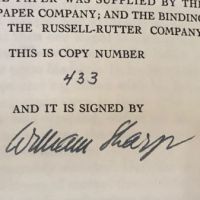 PAPER WAS SUPPLIED BY THE
PAPER COMPANY; AND THE BINDING
THE RUSSELL-RUTTER COMPANY
THIS IS COPY NUMBER
433
AND IT IS SIGNED BY
William Sharp